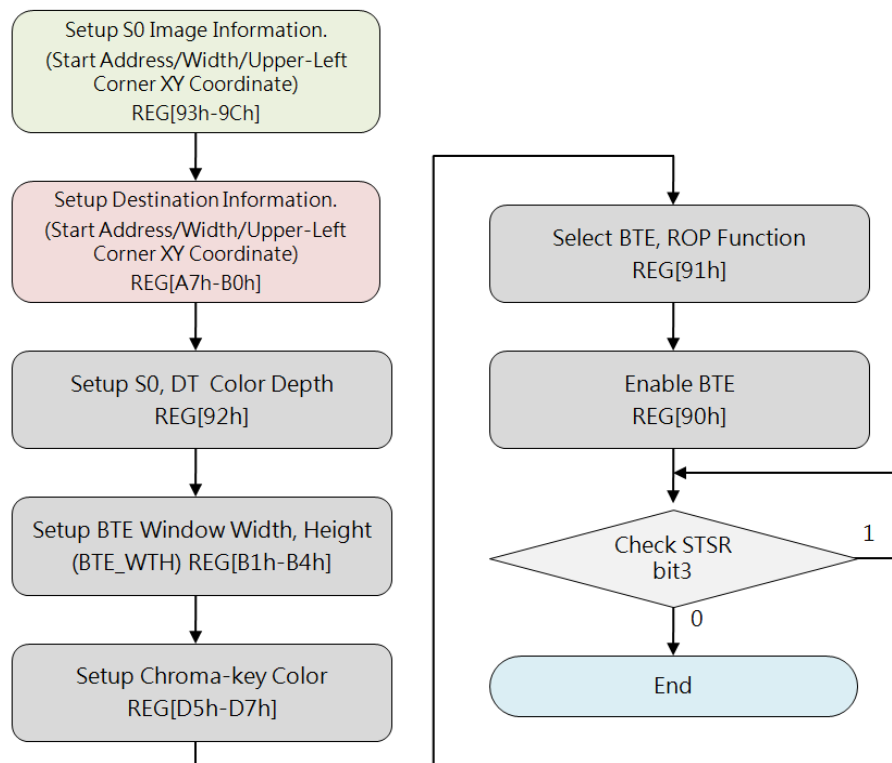 Setup S0 Image Information.
(Start Address/Width/Upper-Left
Corner XY Coordinate)
REG[93h-9Ch]
Setup Destination Information.
(Start Address/Width/Upper-Left
Corner XY Coordinate)
REG[A7h-B0h]
Setup S0, DT Color Depth
REG[92h]
Setup BTE Window Width, Height
(BTE_WTH) REG[B1h-B4h]
Setup Chroma-key Color
REG[D5h-D7h]
Select BTE, ROP Function
REG[91h]
Enable BTE
REG[90h]
Check STSR
bit3
1
0
End